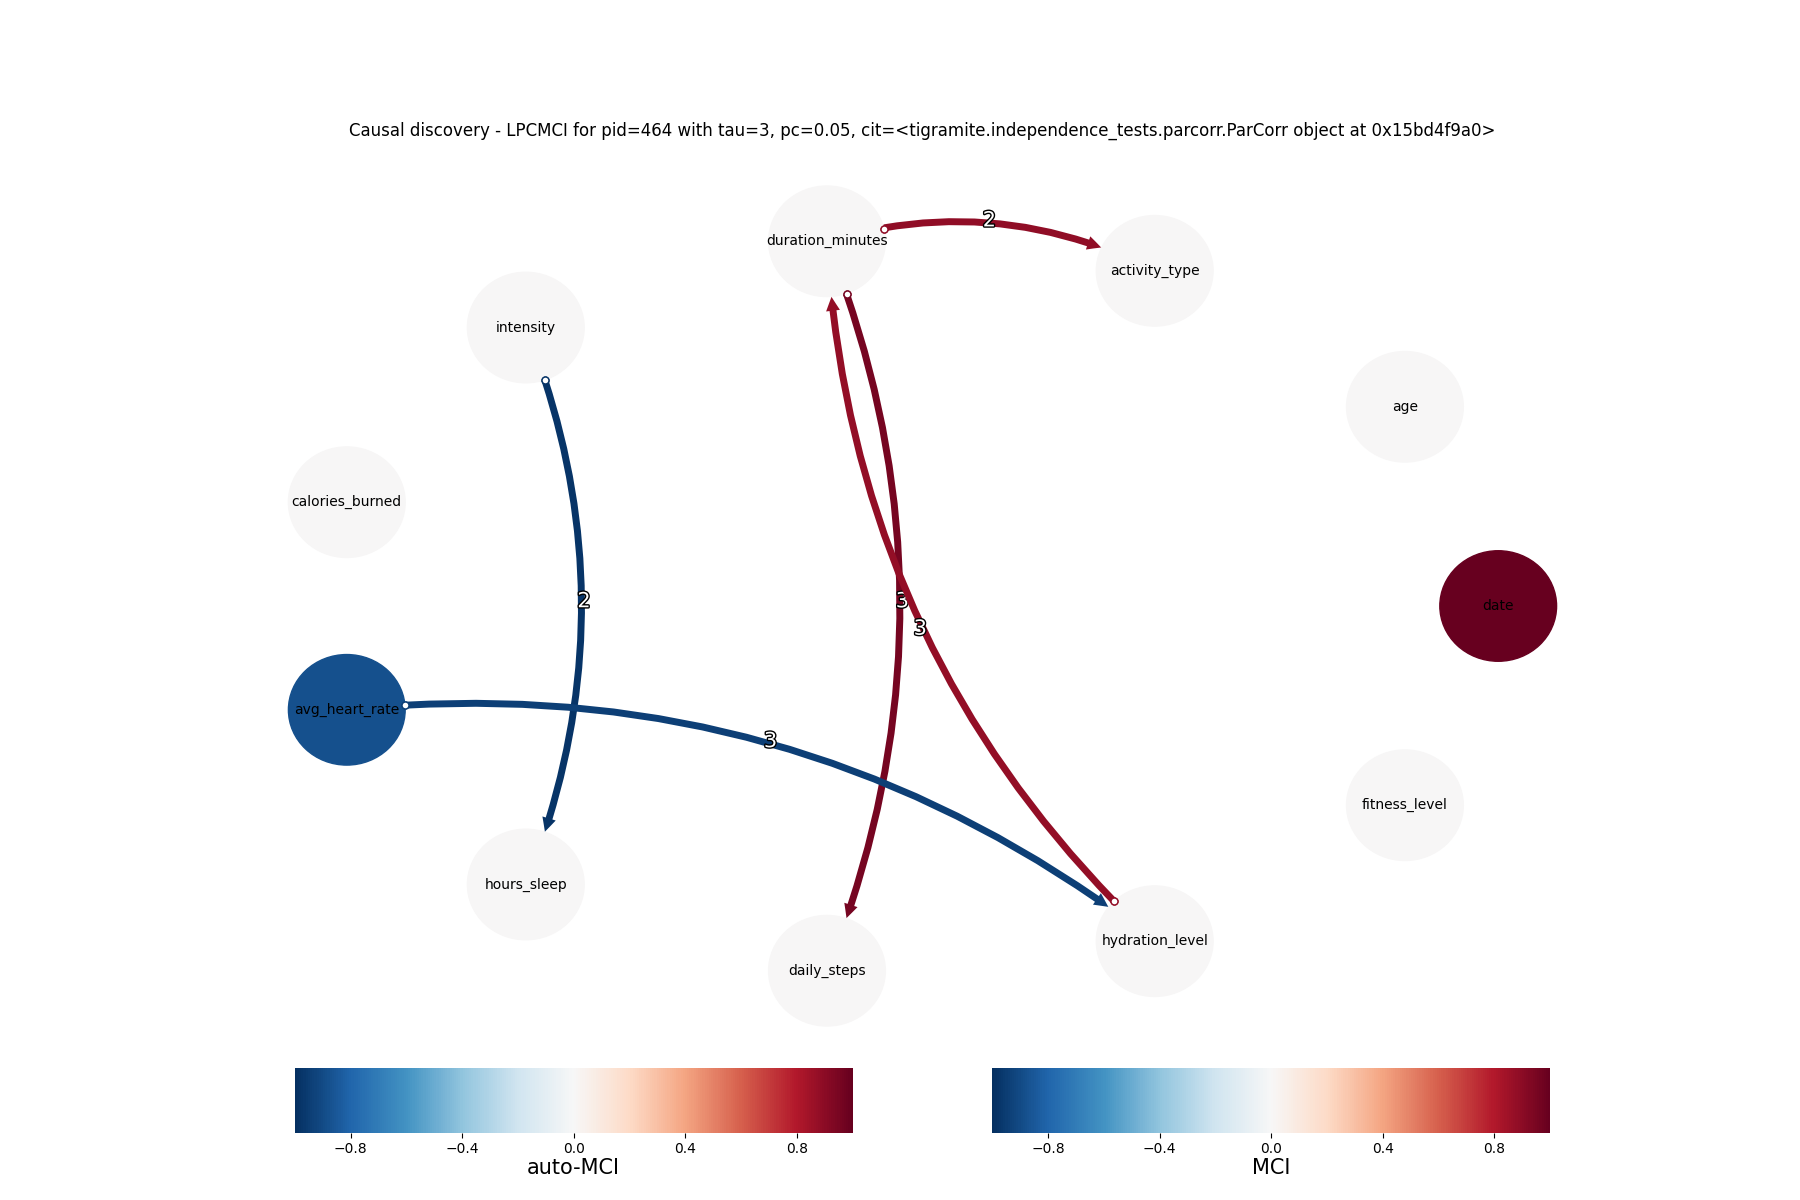 Causal discovery - LPCMCI for pid=464 with tau=3, pc=0.05, cit=<tigramite.independence_tests.parcorr.ParCorr object at 0x15bd4f9a0>
2
duration_minutes
activity_type
intensity
age
calories_burned
2
3
date
3
avg_heart_rate
3
fitness_level
hours_sleep
hydration_level
daily_steps
−0.8 −0.4 0.0 0.4 0.8
auto-MCI
−0.8 −0.4 0.0 0.4 0.8
MCI